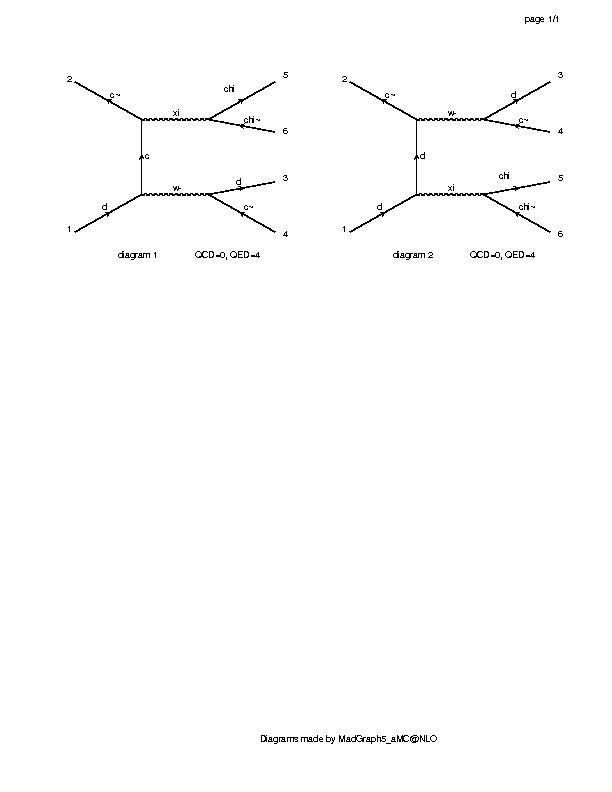 page 1/1
2
c~
xi
chi
5
chi~
6
c
d
1
w-
d
3
c~
4
diagram 1 QCD=0, QED=4
2
c~
w-
d
3
c~
4
d
d
1
xi
chi
5
chi~
6
diagram 2 QCD=0, QED=4
Diagrams made by MadGraph5_aMC@NLO